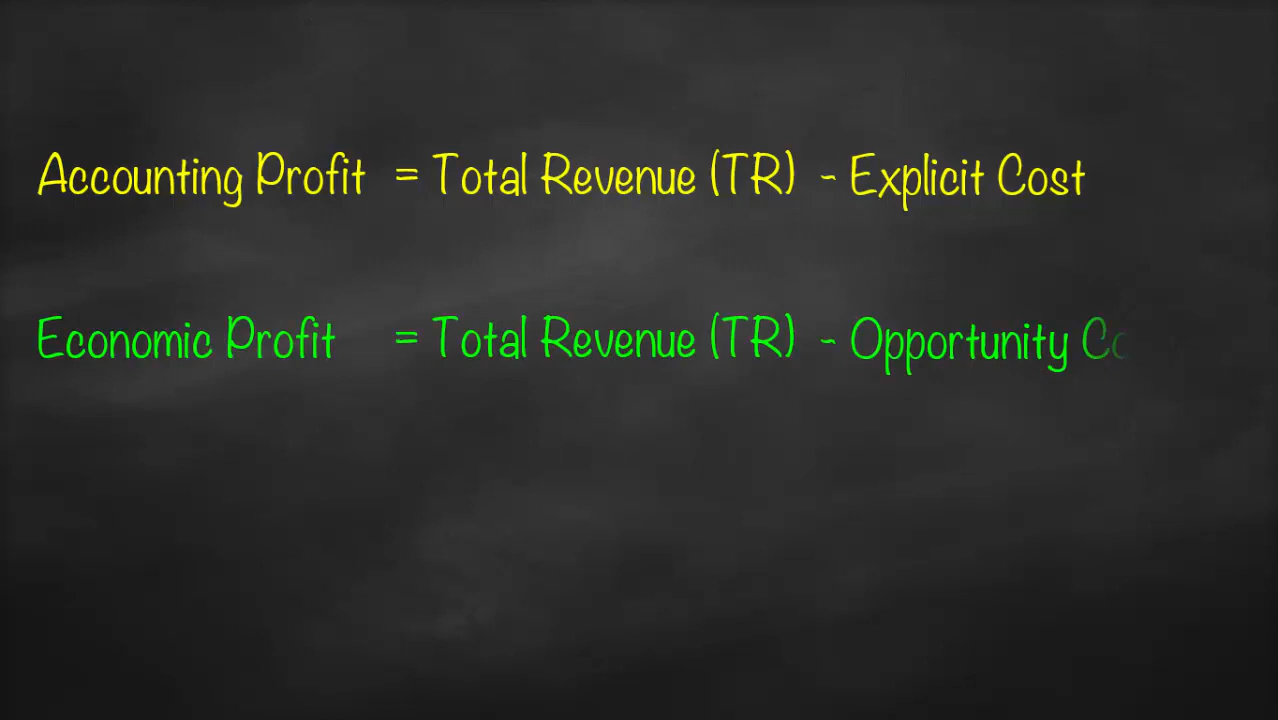 Accounting Profit = Total Revenue (TR) - Explicit Cost
Economic Profit = Total Revenue (TR) - Opportunity